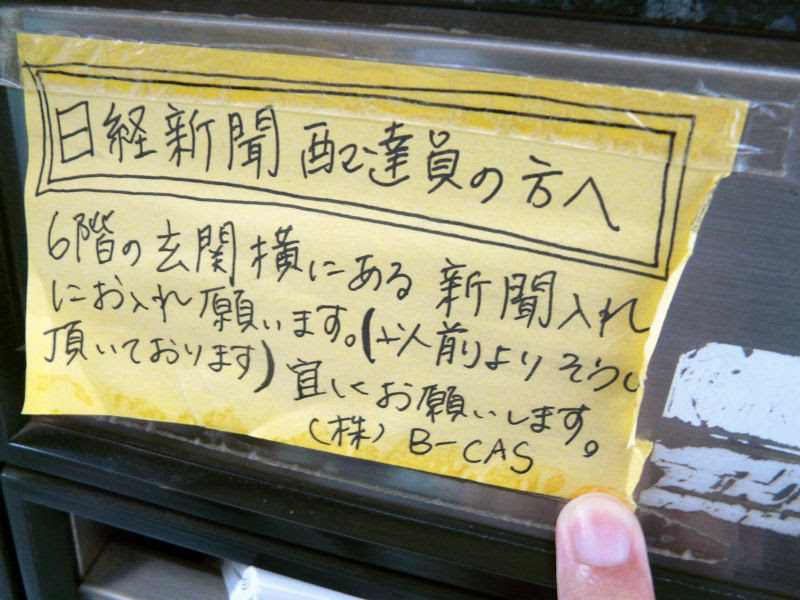 日経新聞 配達員の方へ
6階の玄関横にある新聞入れ
にお入れ願います。(以前よりそうし
頂いております) 宜しくお願いします。
(株) B-CAS